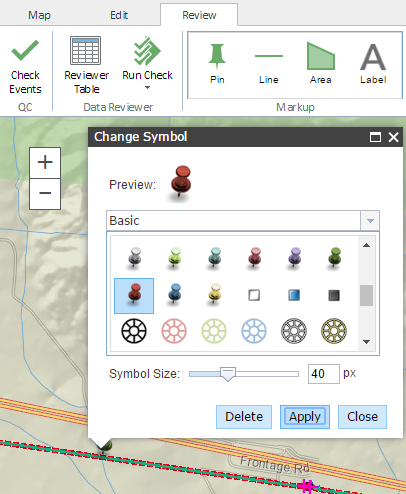 Map Edit Review
Check Events
Reviewer Table
Run Check
Pin Line Area Label
QC Data Reviewer Markup
Change Symbol
+
−
Preview:
Basic
Symbol Size: 40 px
Delete Apply Close
Frontage Rd